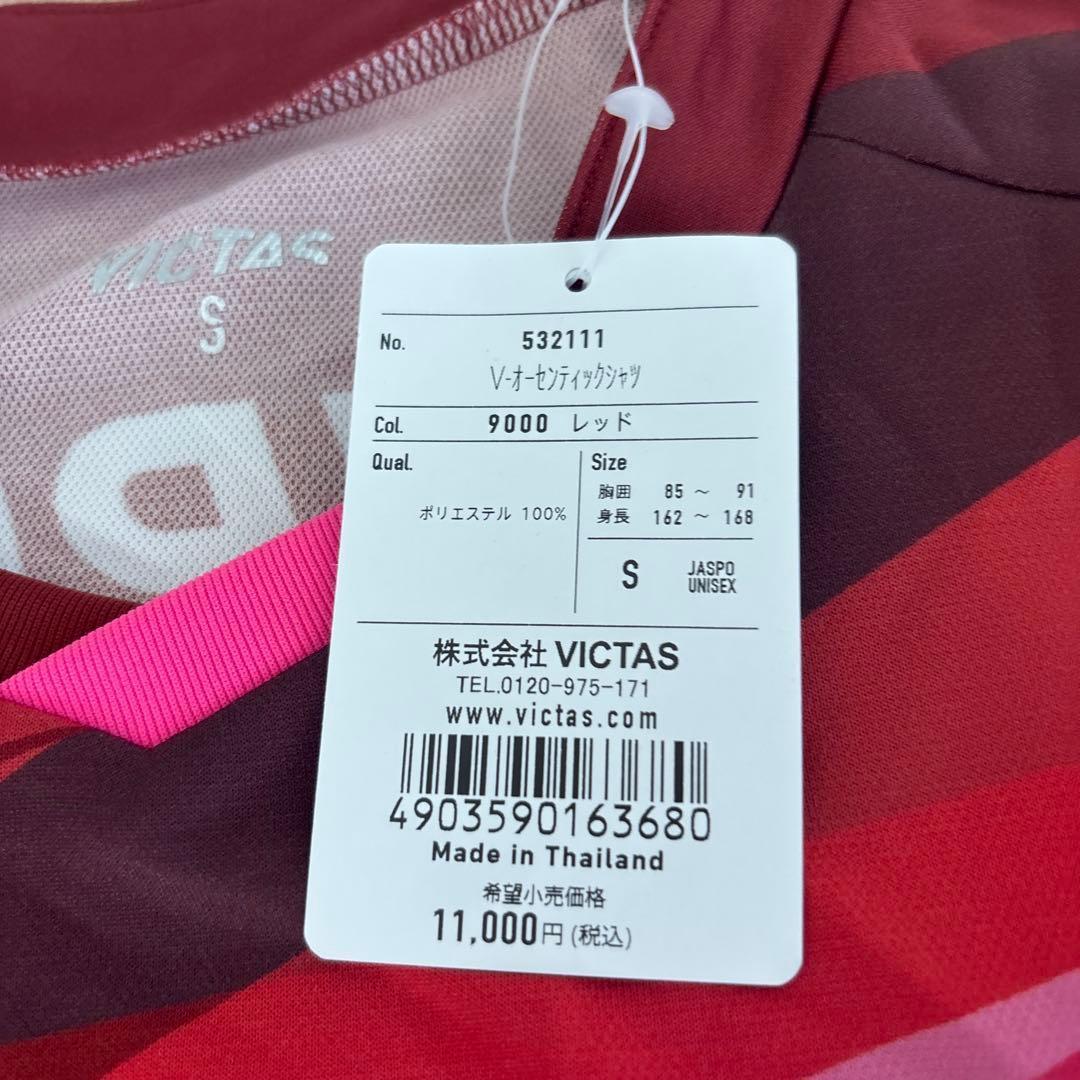 VICTAS
S
No. 532111
V-オーセンティックシャツ
Col. 9000 レッド
Qual.
ポリエステル 100%
Size
胸囲 85 ～ 91
身長 162 ～ 168
S JASPO UNISEX
株式会社 VICTAS
TEL.0120-975-171
www.victas.com
4903590163680
Made in Thailand
希望小売価格
11,000円(税込)